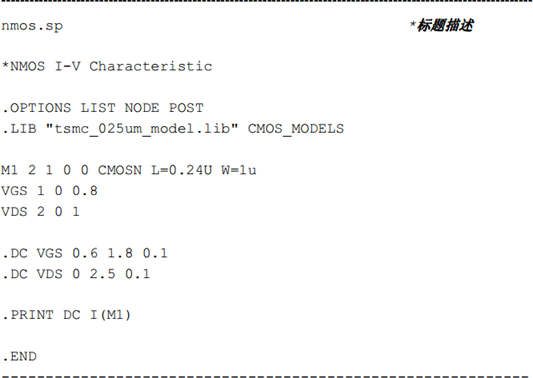 nmos.sp *标题描述
*NMOS I-V Characteristic
.OPTIONS LIST NODE POST
.LIB "tsmc_025um_model.lib" CMOS_MODELS
M1 2 1 0 0 CMOSN L=0.24U W=1u
VGS 1 0 0.8
VDS 2 0 1
.DC VGS 0.6 1.8 0.1
.DC VDS 0 2.5 0.1
.PRINT DC I(M1)
.END